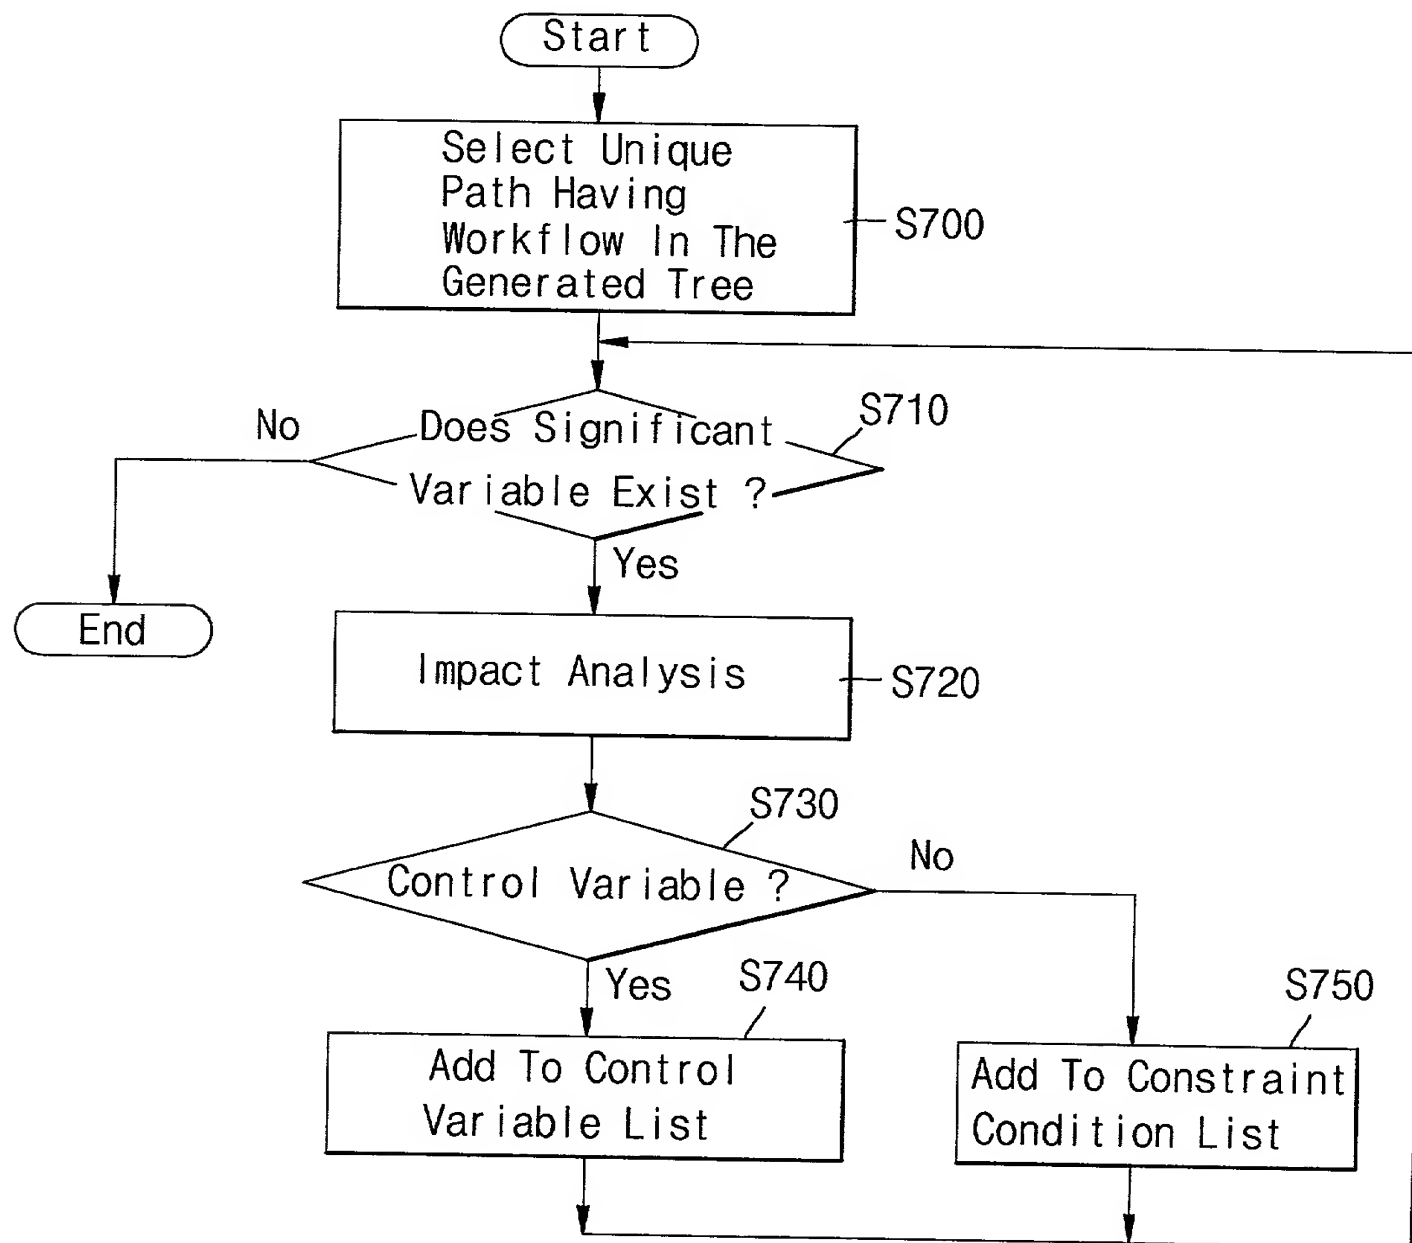 Start
Select Unique
Path Having
Workflow In The
Generated Tree
S700
No
Does Significant
Variable Exist ?
S710
Yes
End
Impact Analysis
S720
S730
Control Variable ?
No
Yes
S740
S750
Add To Control
Variable List
Add To Constraint
Condition List